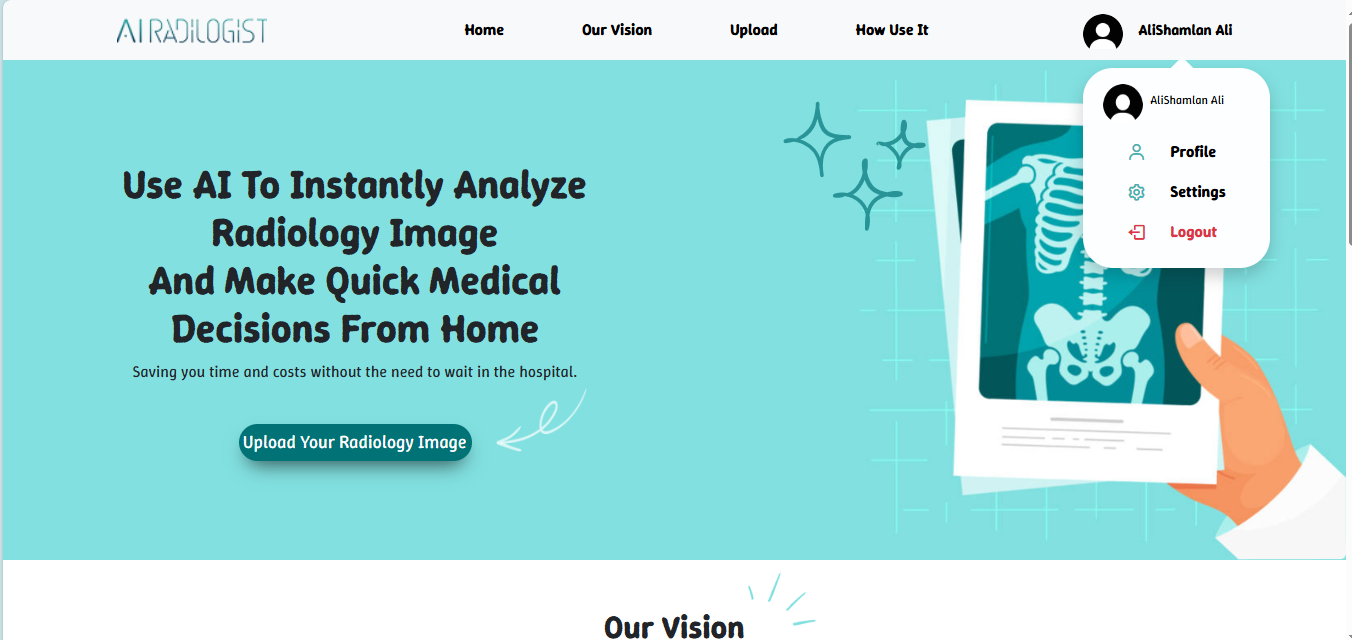 AI RADILOGIST
Home
Our Vision
Upload
How Use It
AliShamlan Ali
AliShamlan Ali
Profile
Settings
Logout
Use AI To Instantly Analyze
Radiology Image
And Make Quick Medical
Decisions From Home
Saving you time and costs without the need to wait in the hospital.
Upload Your Radiology Image
Our Vision